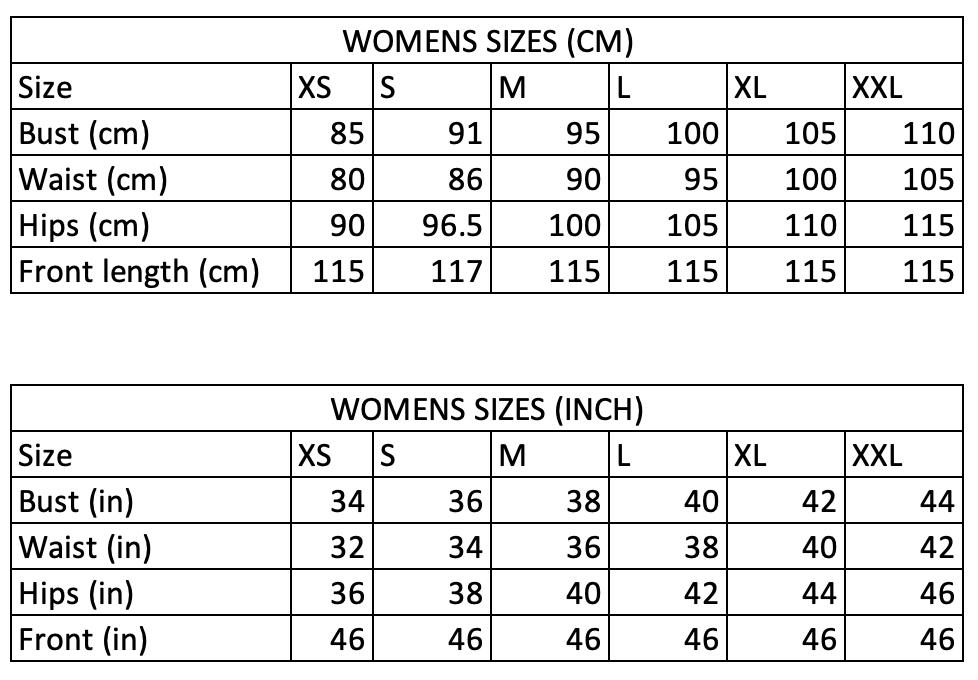 WOMENS SIZES (CM)
Size XS S M L XL XXL
Bust (cm) 85 91 95 100 105 110
Waist (cm) 80 86 90 95 100 105
Hips (cm) 90 96.5 100 105 110 115
Front length (cm) 115 117 115 115 115 115
WOMENS SIZES (INCH)
Size XS S M L XL XXL
Bust (in) 34 36 38 40 42 44
Waist (in) 32 34 36 38 40 42
Hips (in) 36 38 40 42 44 46
Front (in) 46 46 46 46 46 46